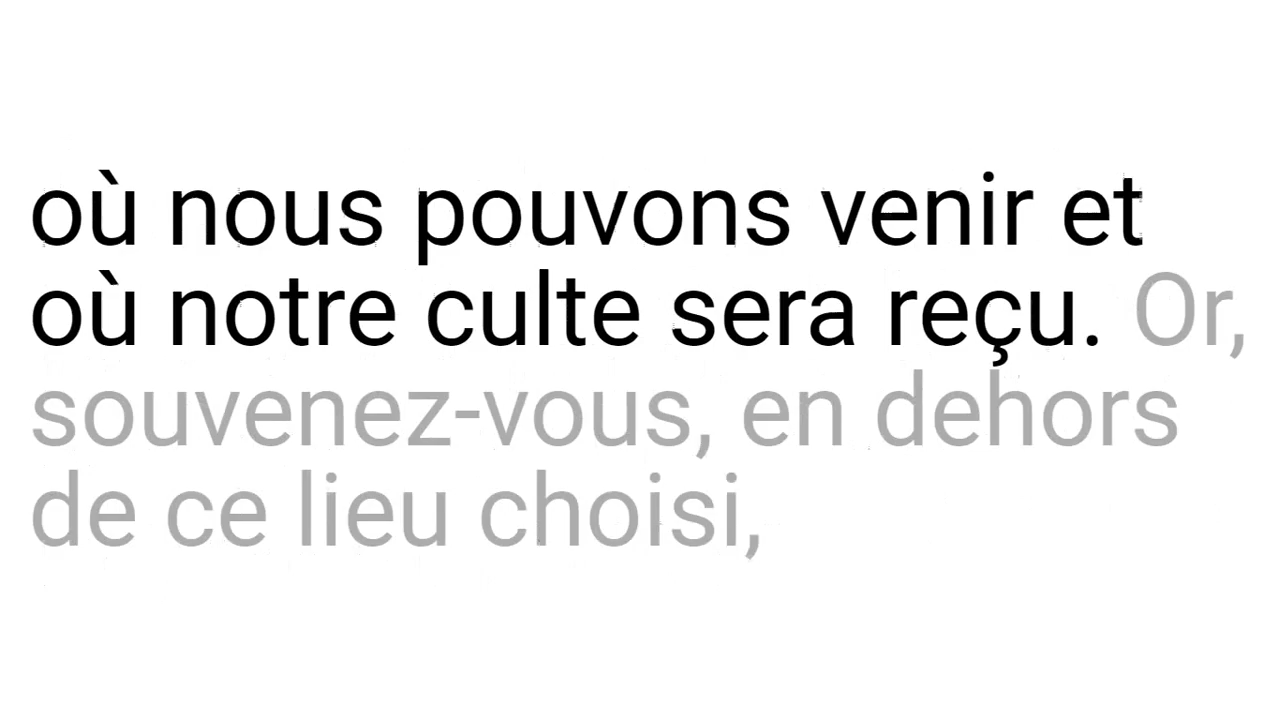 où nous pouvons venir et
où notre culte sera reçu. Or,
souvenez-vous, en dehors
de ce lieu choisi,